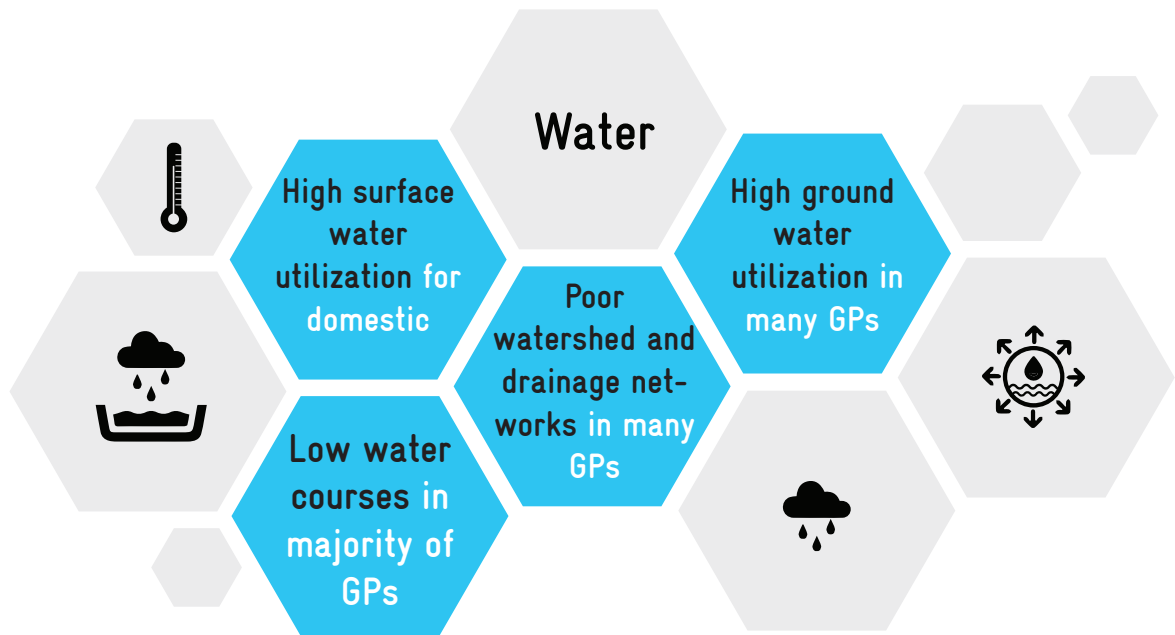 Water
High surface
water
utilization for
domestic
High ground
water
utilization in
many GPs
Poor
watershed and
drainage net-
works in many
GPs
Low water
courses in
majority of
GPs